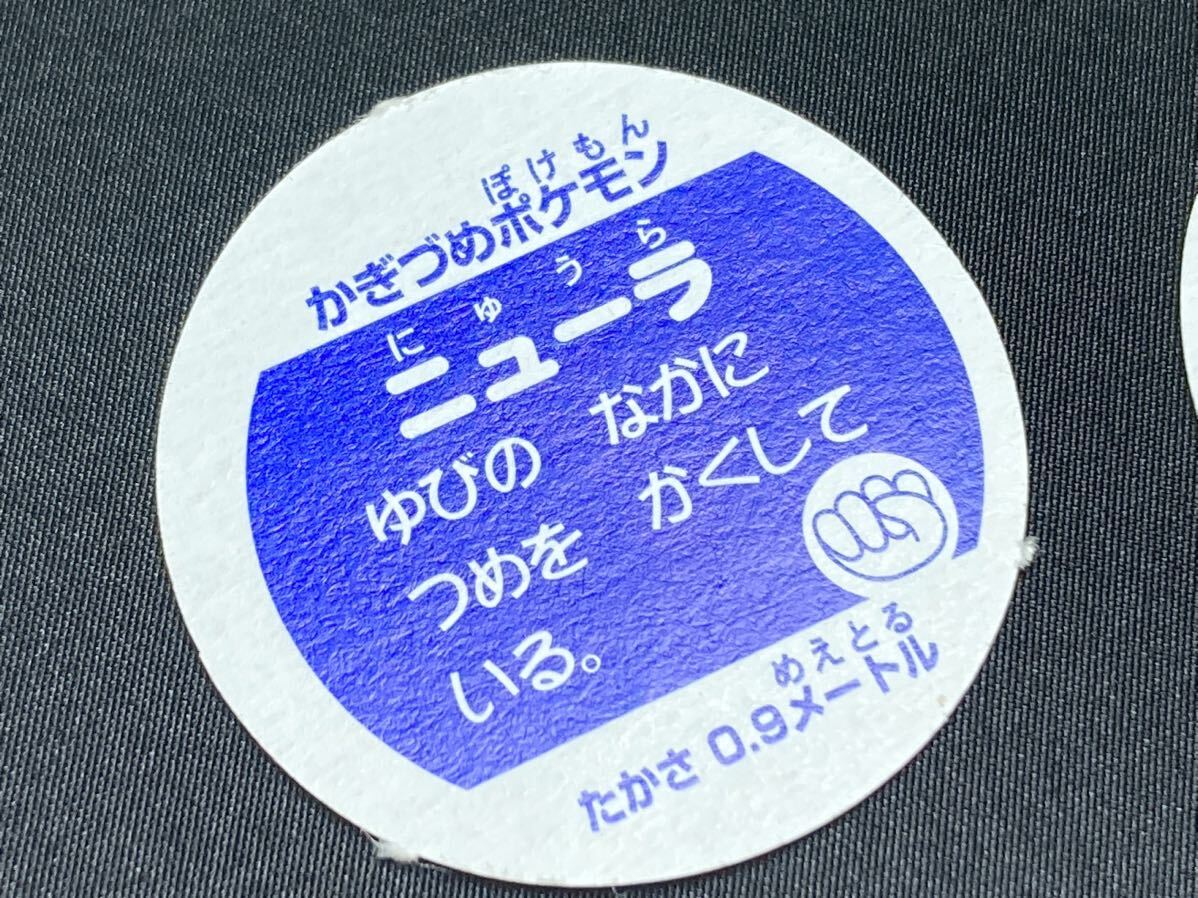 ぽけもん
かぎづめポケモン
にゅうら
ニューラ
ゆびの なかに
つめを かくして
いる。
めえとる
たかさ 0.9メートル